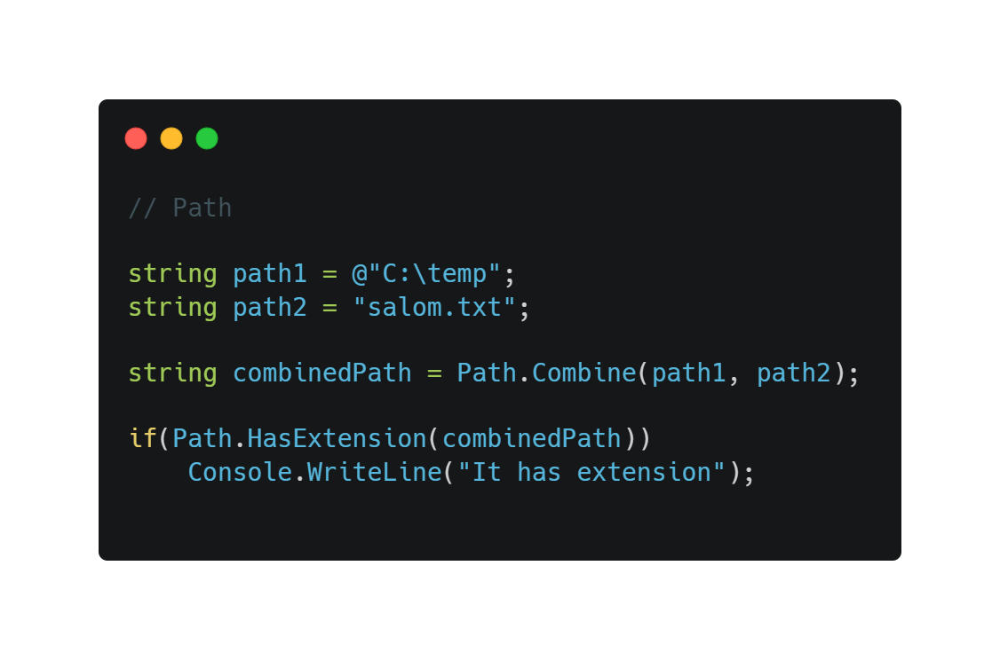 // Path
string path1 = @"C:\temp";
string path2 = "salom.txt";
string combinedPath = Path.Combine(path1, path2);
if(Path.HasExtension(combinedPath))
    Console.WriteLine("It has extension");